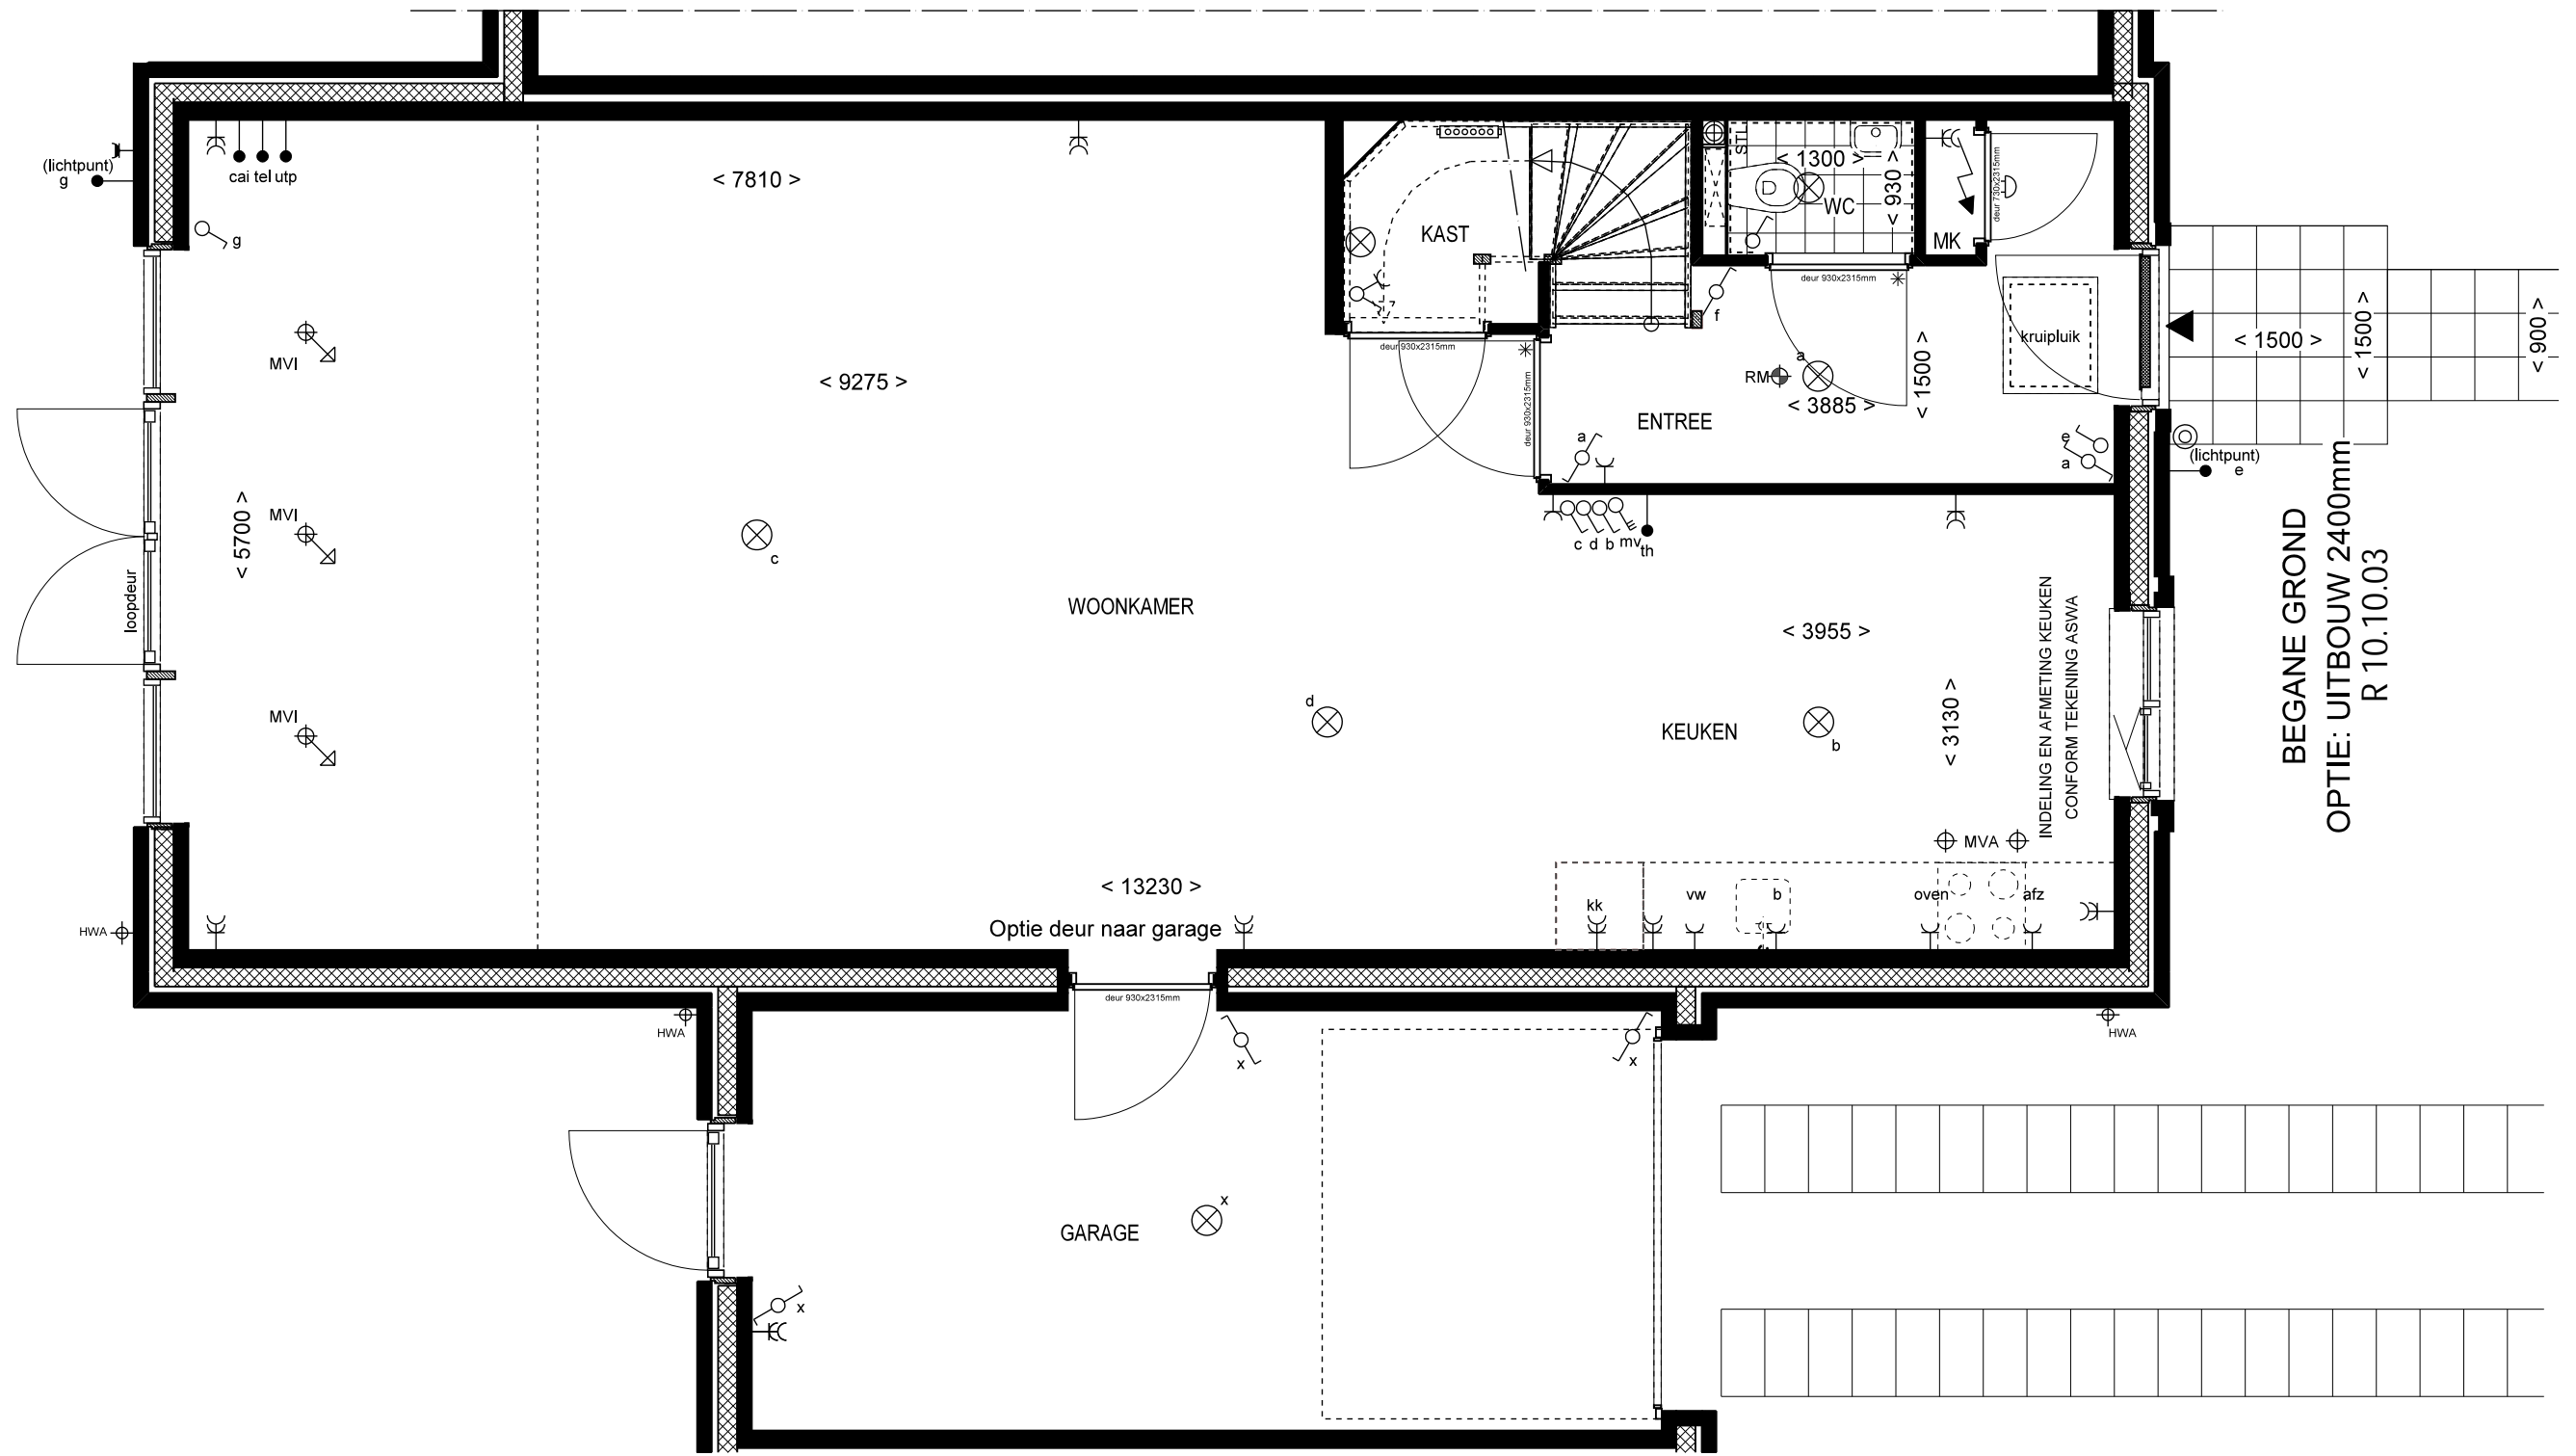 (lichtpunt)
g
cai tel utp
g
< 7810 >
KAST
STL
< 1300 >
< 930 >
WC
MK
deur 730x2315mm
deur 930x2315mm
f
kruipluik
< 1500 >
< 1500 >
< 900 >
MVI
deur 930x2315mm
deur 930x2315mm
< 9275 >
a
RM
< 3885 >
< 1500 >
ENTREE
a
e
a
(lichtpunt)
e
MVI
< 5700 >
loopdeur
c
c d b mv
th
WOONKAMER
< 3955 >
INDELING EN AFMETING KEUKEN
CONFORM TEKENING ASWA
BEGANE GROND
OPTIE: UITBOUW 2400mm
R 10.10.03
MVI
d
KEUKEN
b
< 3130 >
MVA
< 13230 >
Optie deur naar garage
kk
vw
b
oven
afz
HWA
deur 930x2315mm
HWA
x
x
HWA
x
GARAGE
x